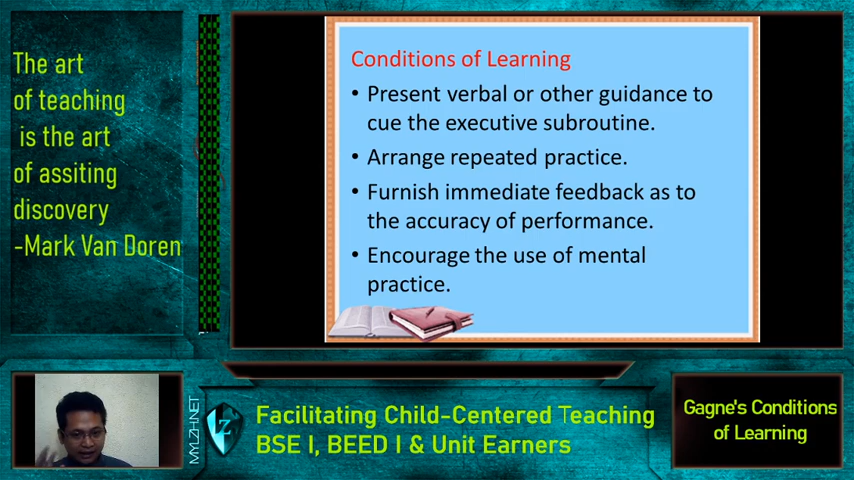 The art
of teaching
is the art
of assiting
discovery
-Mark Van Doren
Conditions of Learning
• Present verbal or other guidance to
cue the executive subroutine.
• Arrange repeated practice.
• Furnish immediate feedback as to
the accuracy of performance.
• Encourage the use of mental
practice.
MYLZH.NET
Z
Facilitating Child-Centered Teaching
BSE I, BEED I & Unit Earners
Gagne's Conditions
of Learning